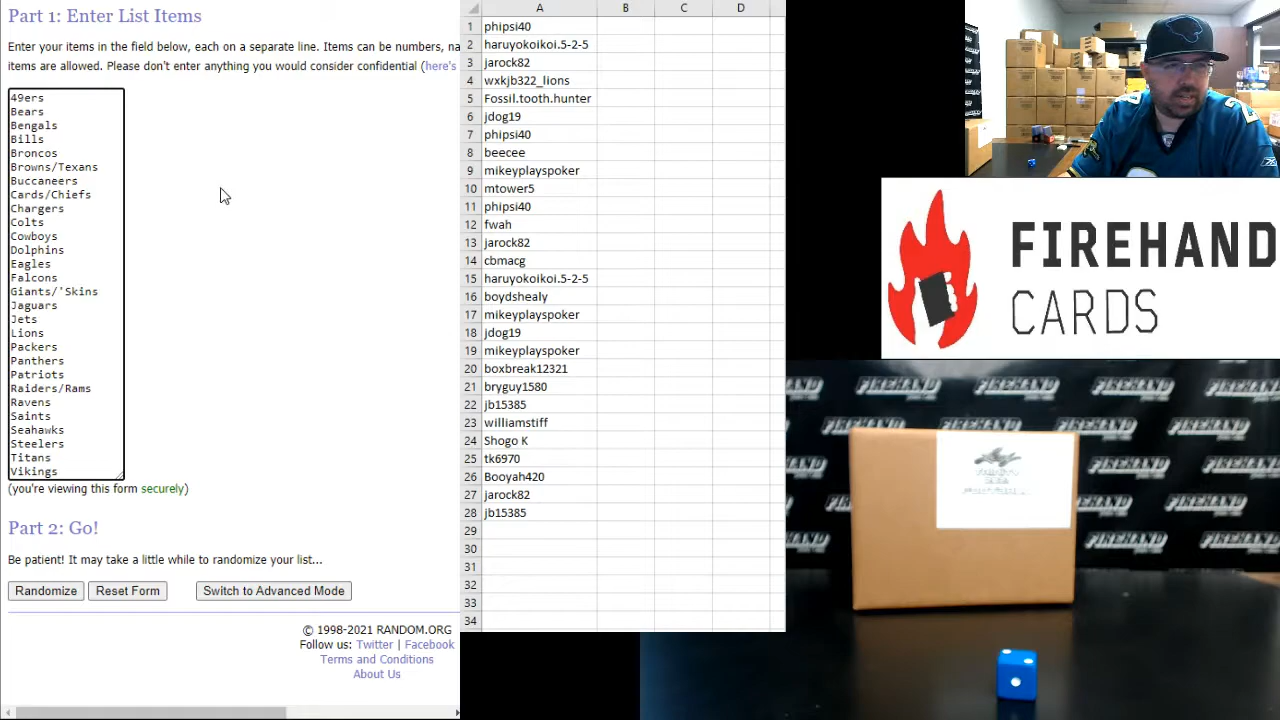 Part 1: Enter List Items
Enter your items in the field below, each on a separate line. Items can be numbers, na
items are allowed. Please don't enter anything you would consider confidential (here's
49ers
Bears
Bengals
Bills
Broncos
Browns/Texans
Buccaneers
Cards/Chiefs
Chargers
Colts
Cowboys
Dolphins
Eagles
Falcons
Giants/'Skins
Jaguars
Jets
Lions
Packers
Panthers
Patriots
Raiders/Rams
Ravens
Saints
Seahawks
Steelers
Titans
Vikings
(you're viewing this form securely)
Part 2: Go!
Be patient! It may take a little while to randomize your list...
Randomize Reset Form Switch to Advanced Mode
© 1998-2021 RANDOM.ORG
Follow us: Twitter | Facebook
Terms and Conditions
About Us
A B C D
1 phipsi40
2 haruyokoikoi.5-2-5
3 jarock82
4 wxkjb322_lions
5 Fossil.tooth.hunter
6 jdog19
7 phipsi40
8 beecee
9 mikeyplayspoker
10 mtower5
11 phipsi40
12 fwah
13 jarock82
14 cbmacg
15 haruyokoikoi.5-2-5
16 boydshealy
17 mikeyplayspoker
18 jdog19
19 mikeyplayspoker
20 boxbreak12321
21 bryguy1580
22 jb15385
23 williamstiff
24 Shogo K
25 tk6970
26 Booyah420
27 jarock82
28 jb15385
29
30
31
32
33
34
FIREHAND
CARDS
FIREHAND
FIREHAND
FIREHAND
FIREHAND